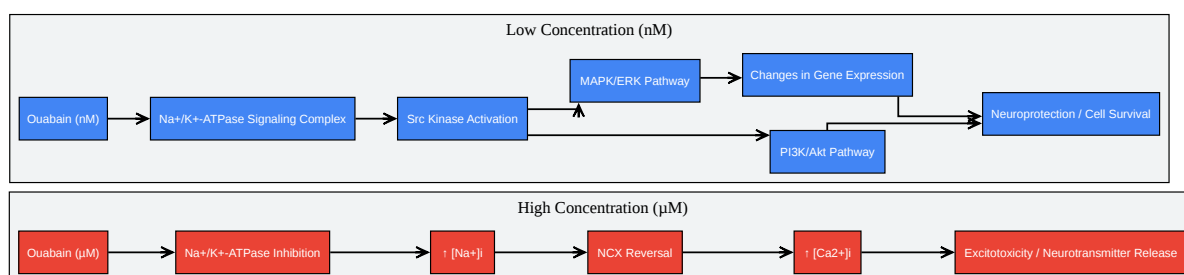 Low Concentration (nM)
MAPK/ERK Pathway
Changes in Gene Expression
Ouabain (nM)
Na+/K+-ATPase Signaling Complex
Src Kinase Activation
Neuroprotection / Cell Survival
PI3K/Akt Pathway
High Concentration (µM)
Ouabain (µM)
Na+/K+-ATPase Inhibition
↑ [Na+]i
NCX Reversal
↑ [Ca2+]i
Excitotoxicity / Neurotransmitter Release